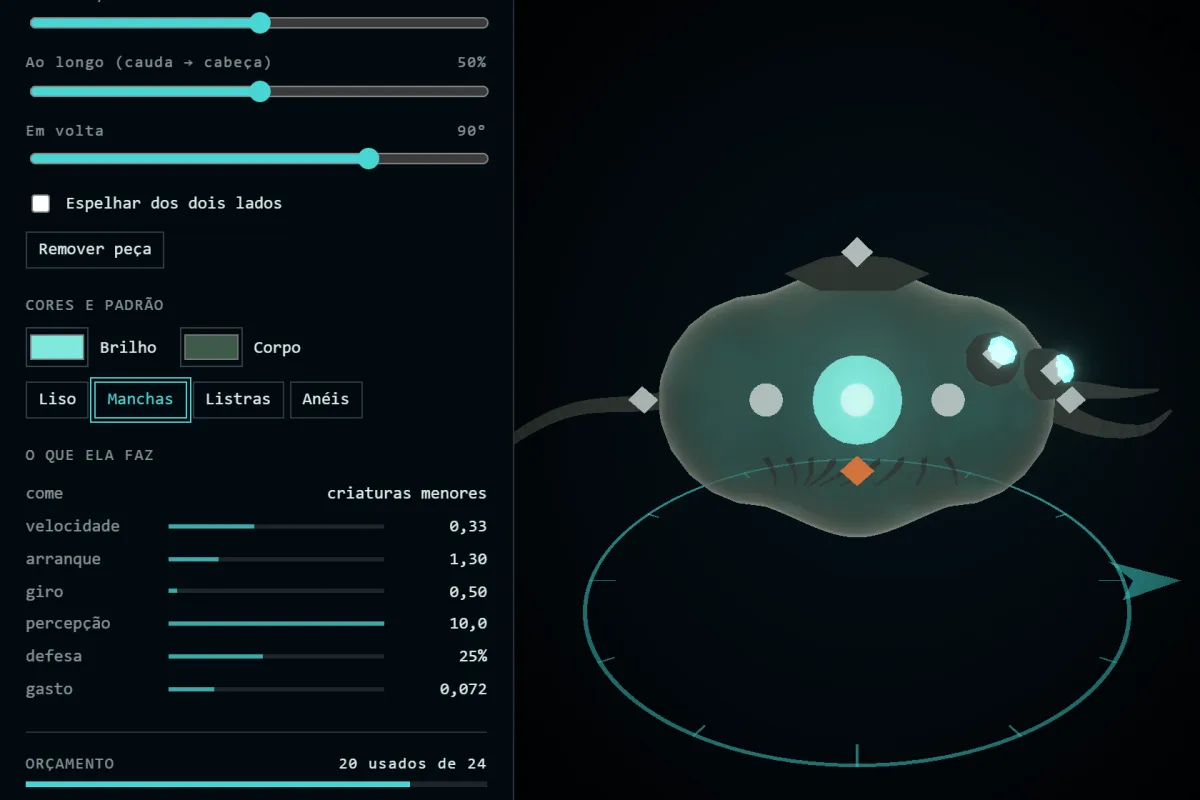 Ao longo (cauda → cabeça) 50%
Em volta 90°
Espelhar dos dois lados
Remover peça
CORES E PADRÃO
Brilho Corpo
Liso Manchas Listras Anéis
O QUE ELA FAZ
come criaturas menores
velocidade 0,33
arranque 1,30
giro 0,50
percepção 10,0
defesa 25%
gasto 0,072
ORÇAMENTO 20 usados de 24